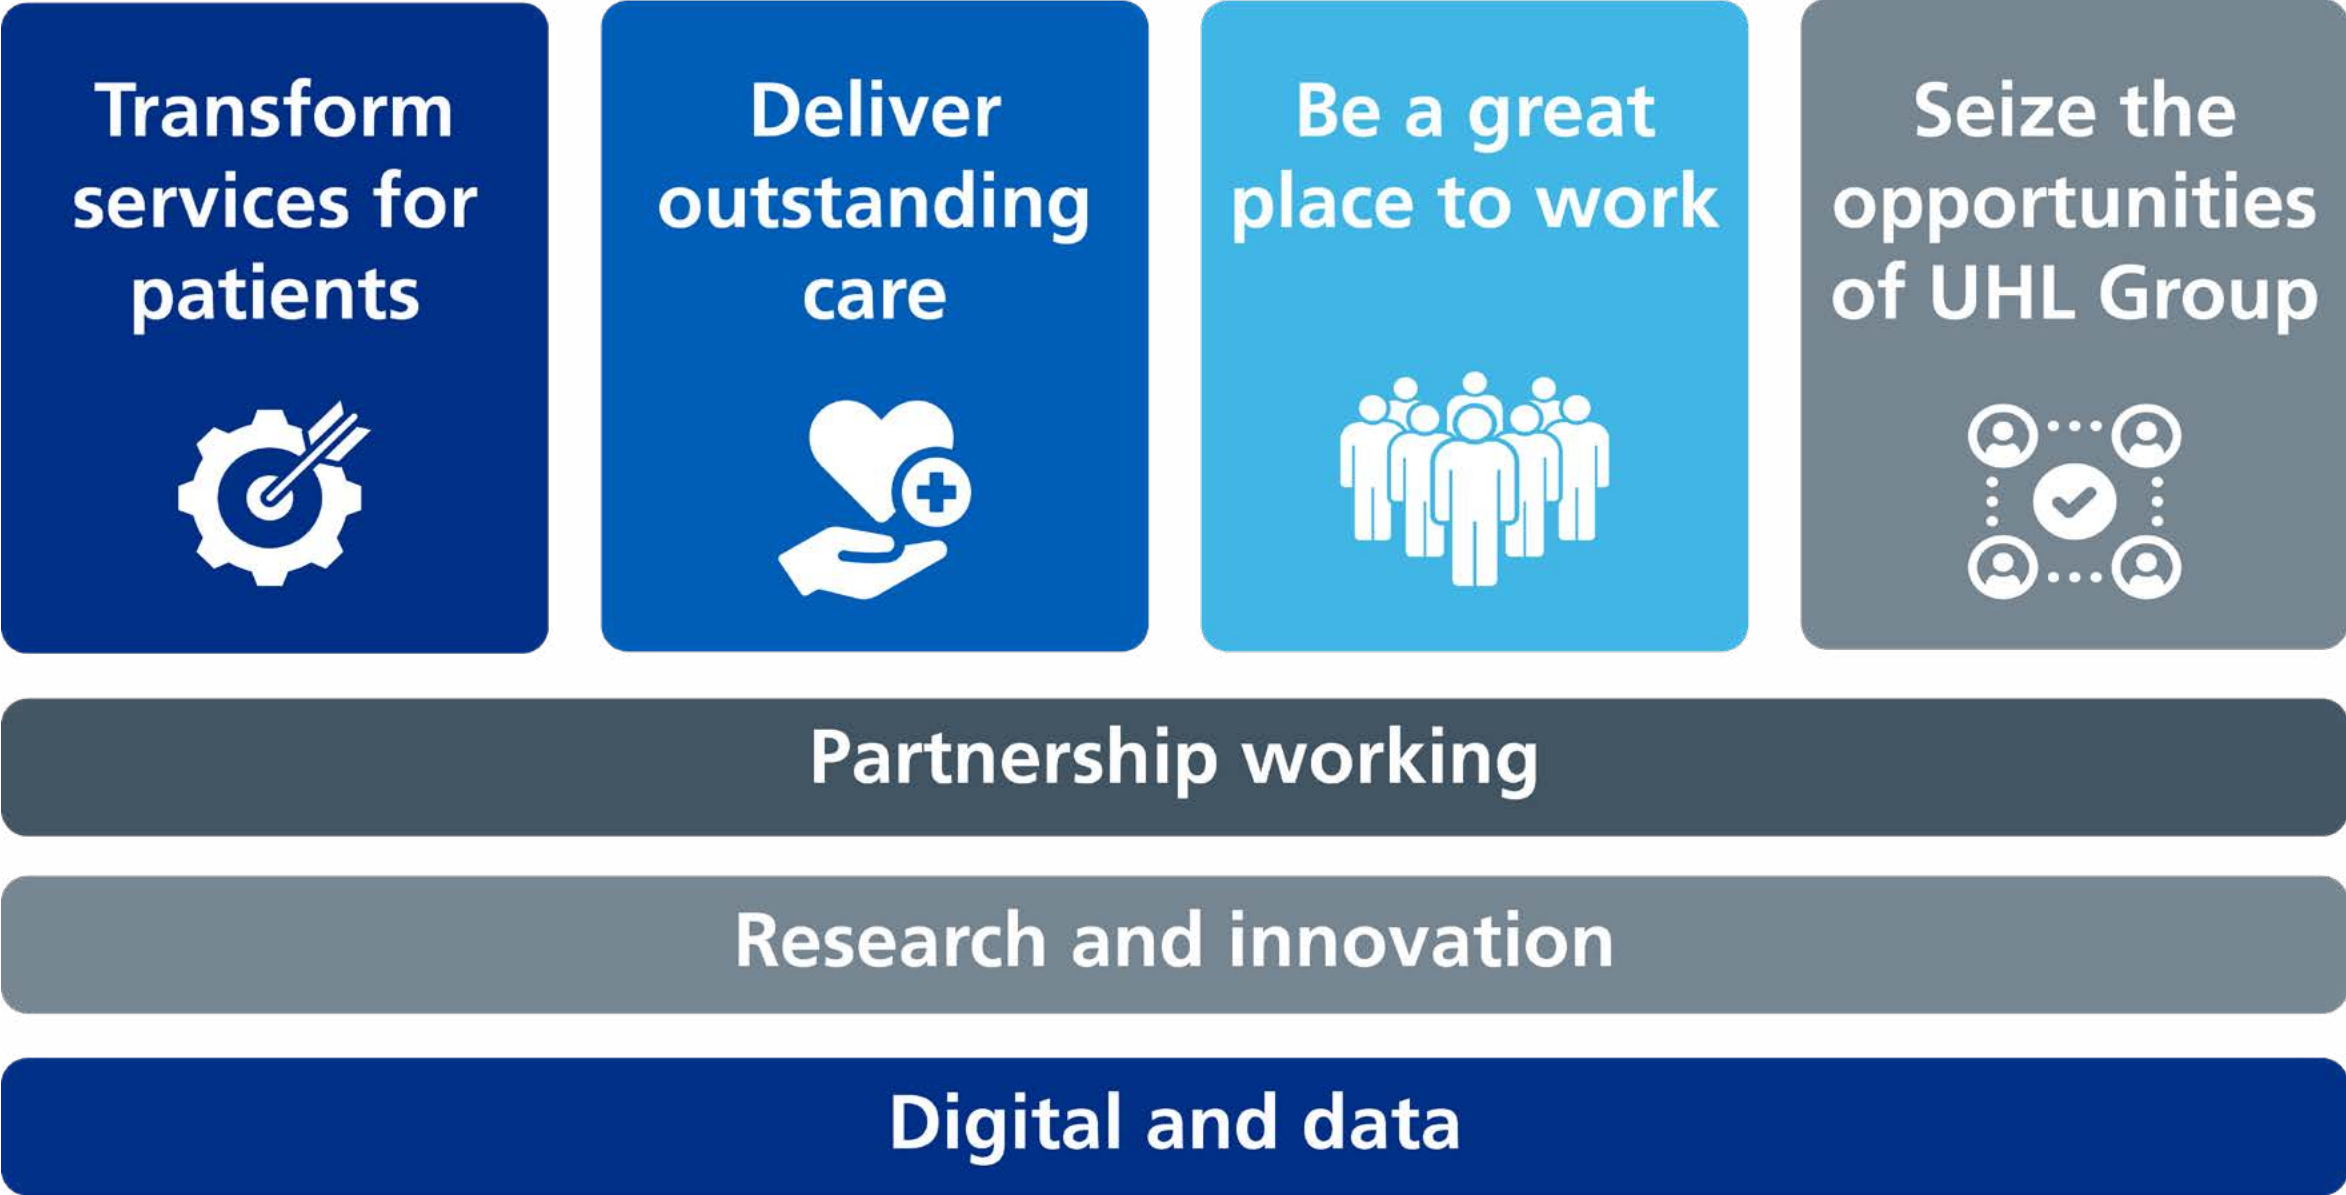 Transform
services for
patients
Deliver
outstanding
care
Be a great
place to work
Seize the
opportunities
of UHL Group
Partnership working
Research and innovation
Digital and data